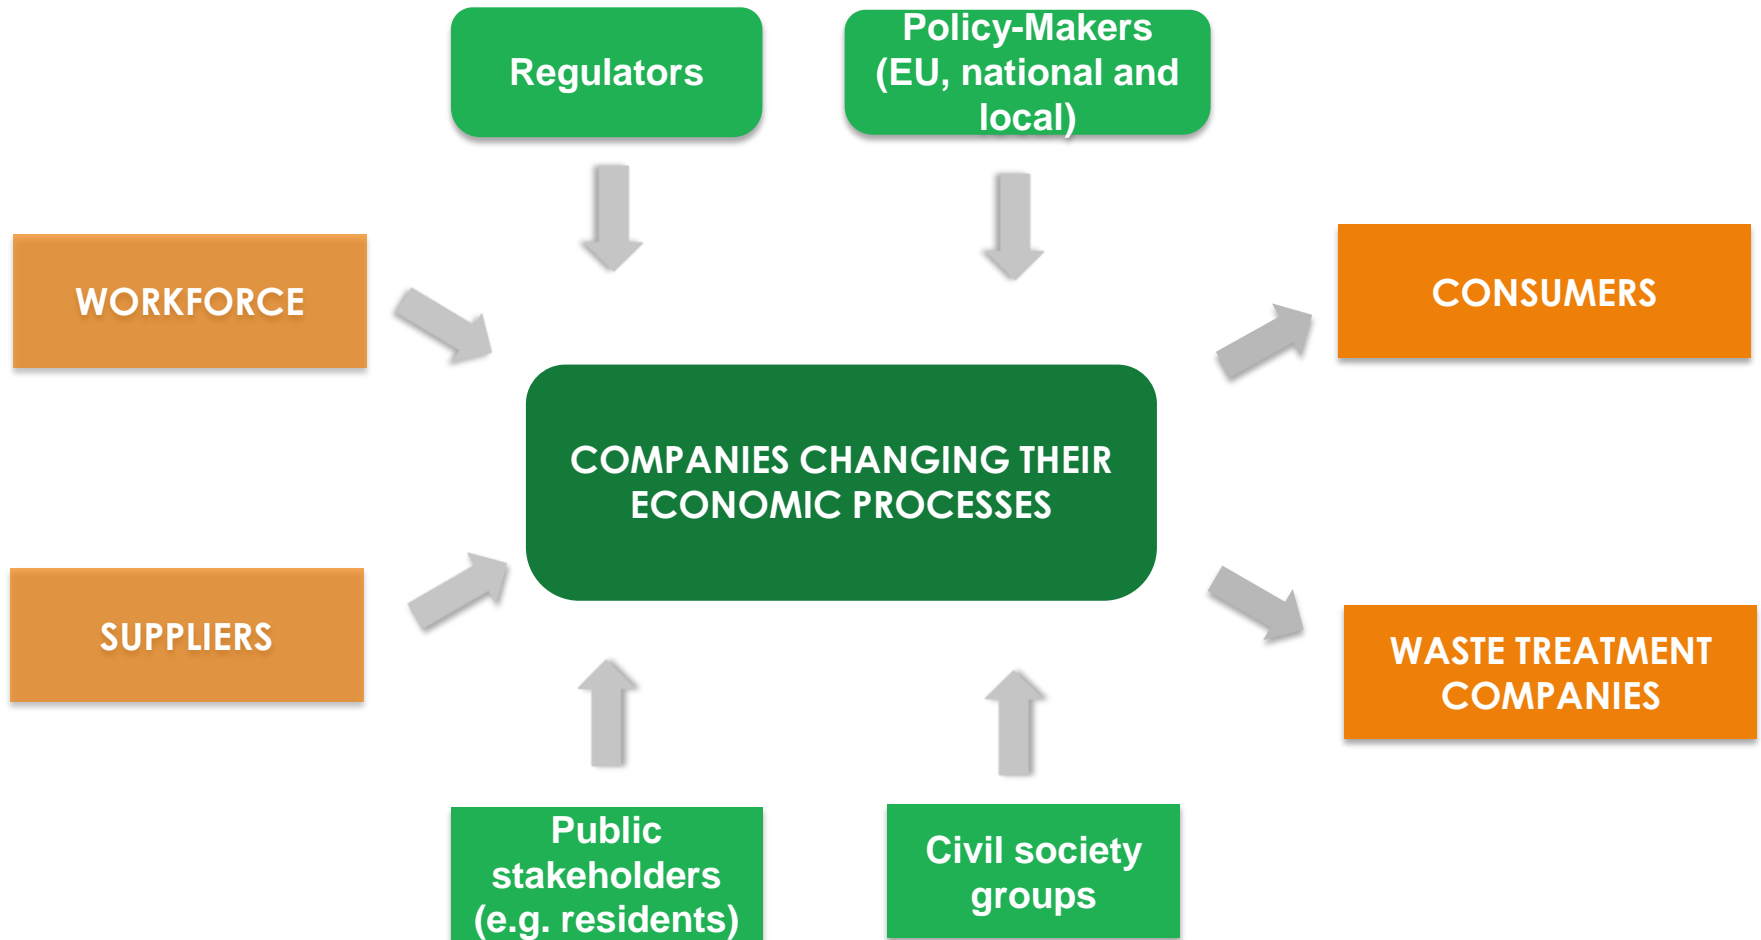 Regulators
Policy-Makers
(EU, national and
local)
WORKFORCE
CONSUMERS
COMPANIES CHANGING THEIR
ECONOMIC PROCESSES
SUPPLIERS
WASTE TREATMENT
COMPANIES
Public
stakeholders
(e.g. residents)
Civil society
groups